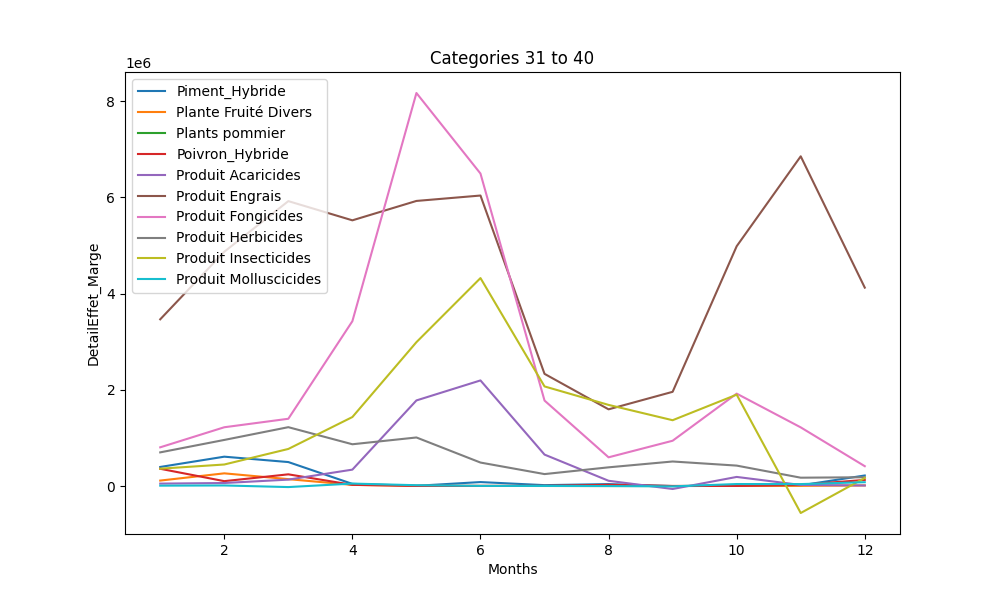 Categories 31 to 40
1e6
Piment_Hybride
Plante Fruité Divers
Plants pommier
Poivron_Hybride
Produit Acaricides
Produit Engrais
Produit Fongicides
Produit Herbicides
Produit Insecticides
Produit Molluscicides
DetailEffet_Marge
8
6
4
2
0
2 4 6 8 10 12
Months